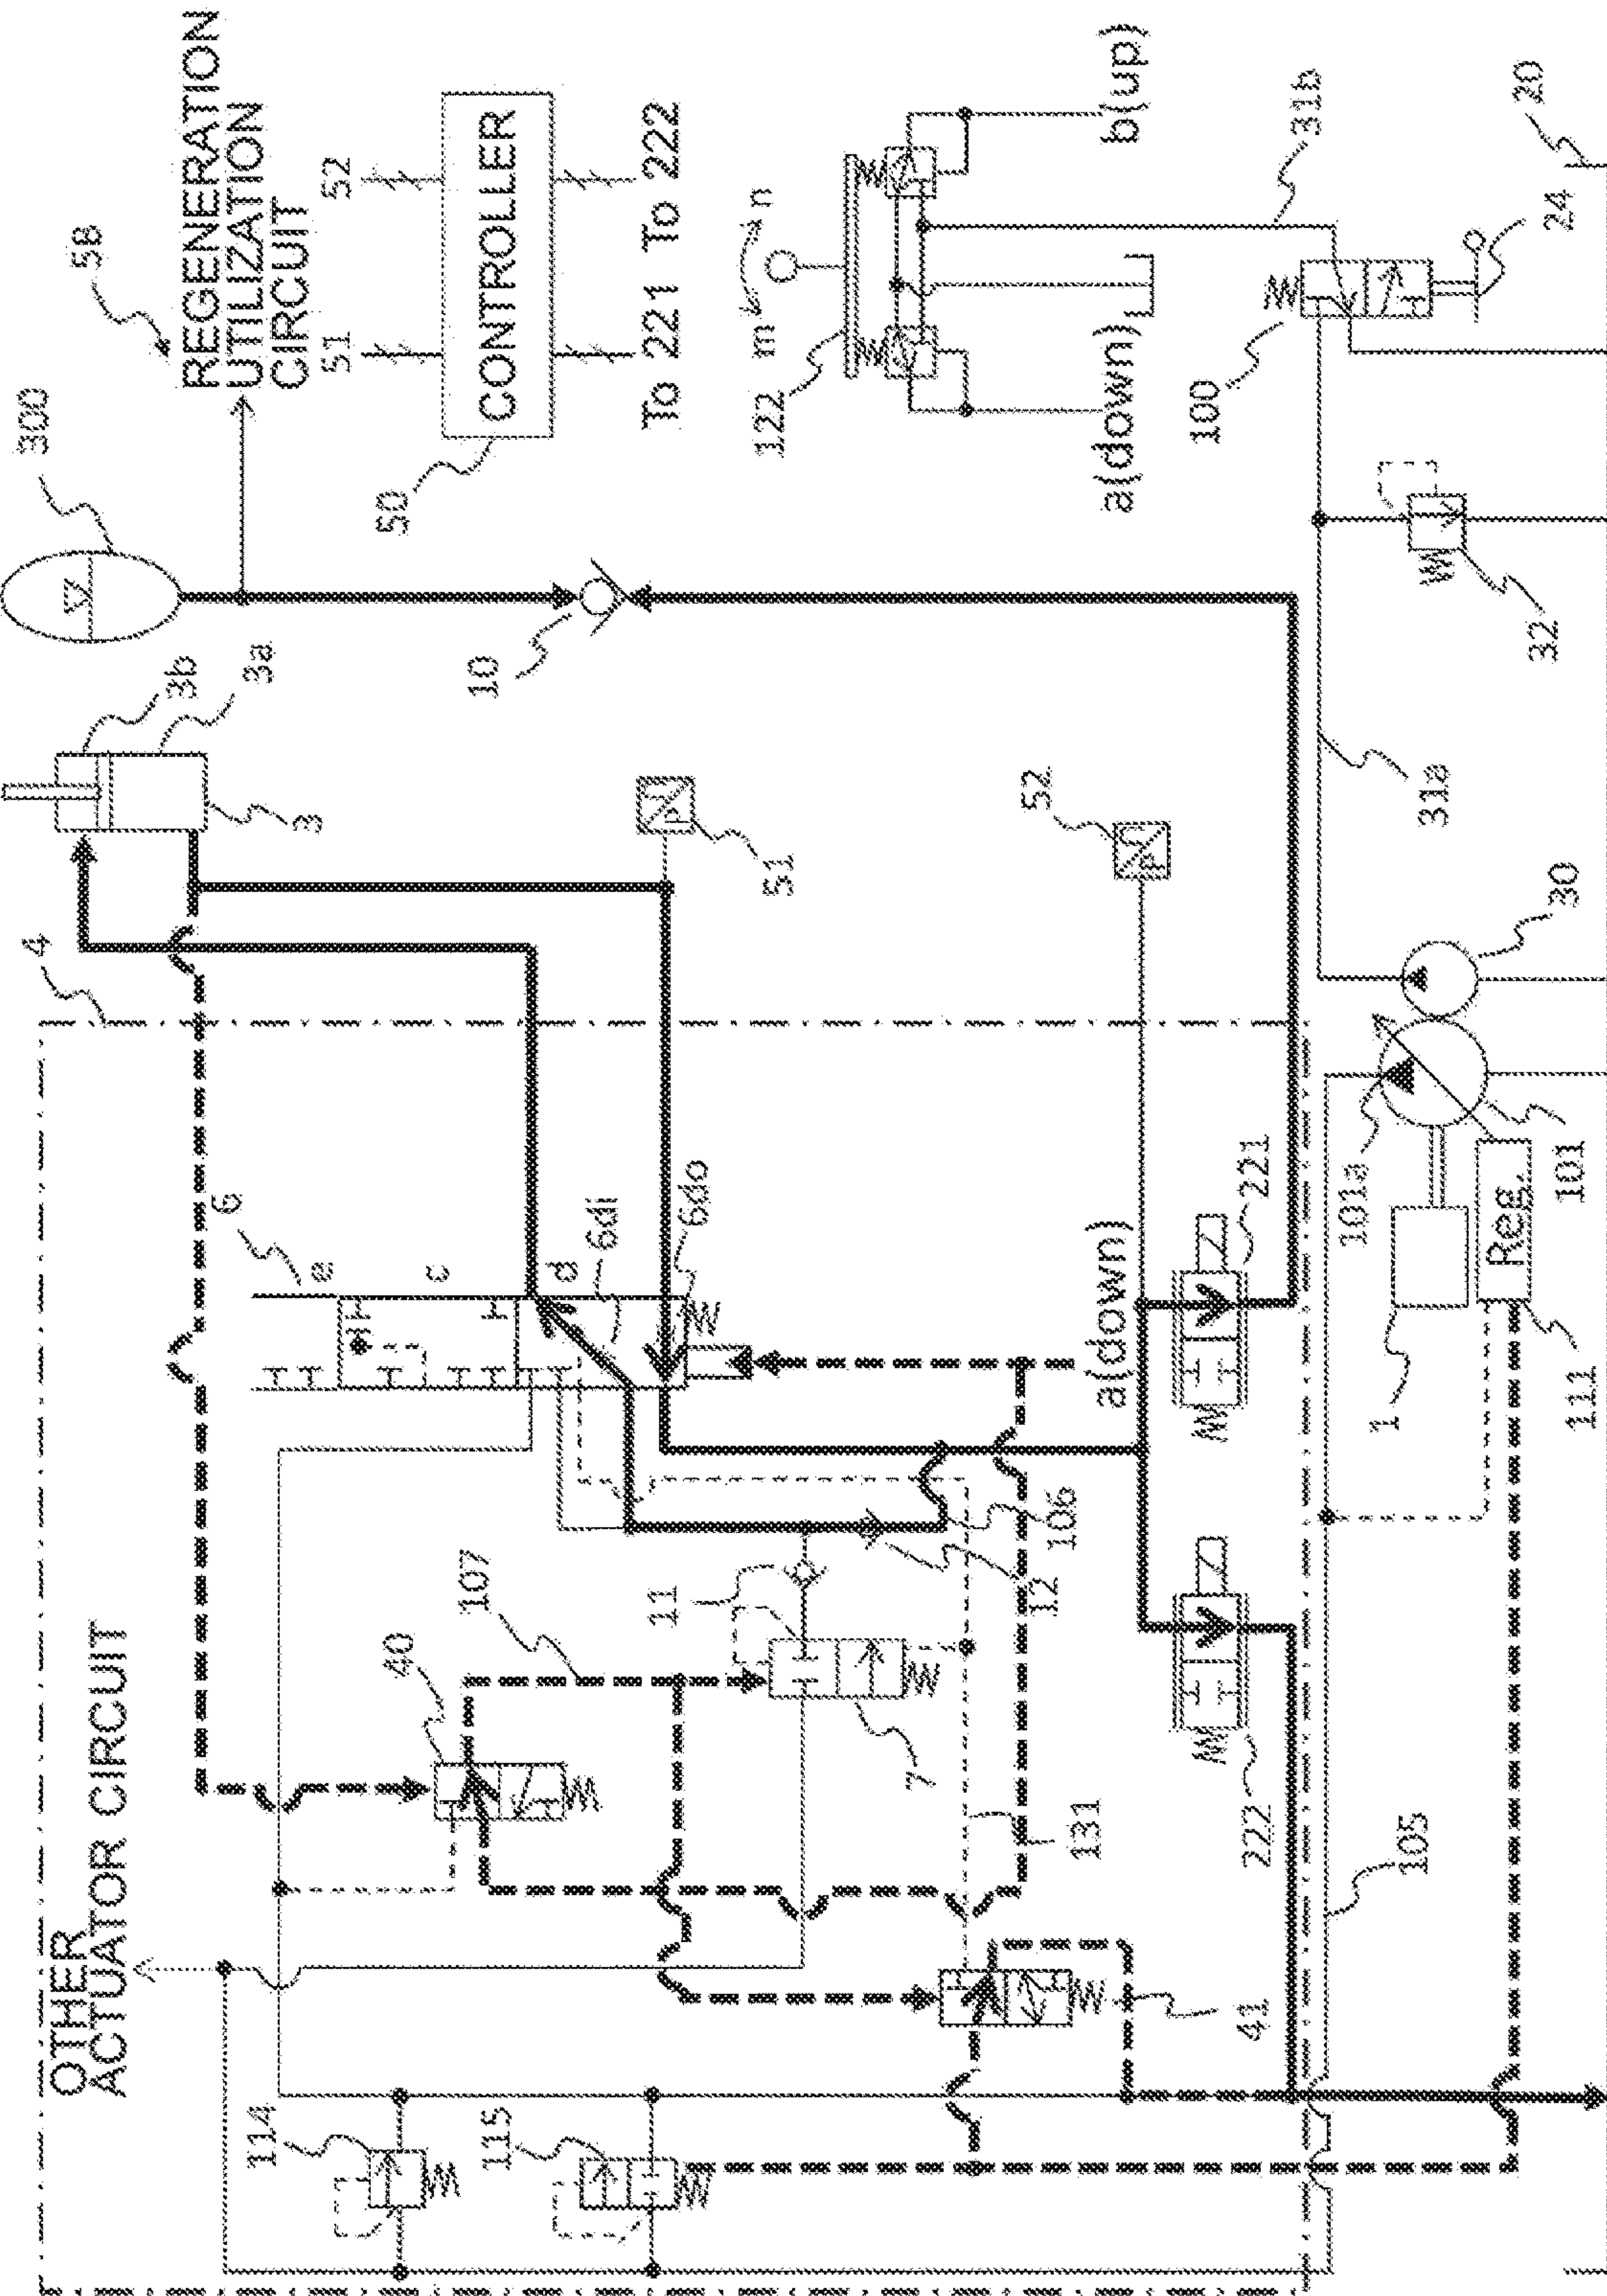 OTHER
ACTUATOR CIRCUIT
4
300
58
REGENERATION
UTILIZATION
CIRCUIT
3b
3a
3
10
51
52
50
CONTROLLER
To 221
To 222
m
n
122
a(down)
b(up)
31b
100
24
20
32
31a
30
51
52
6
e
c
d
6di
6do
a(down)
221
222
107
40
11
12
106
7
131
41
114
115
105
101a
101
1
Reg.
111